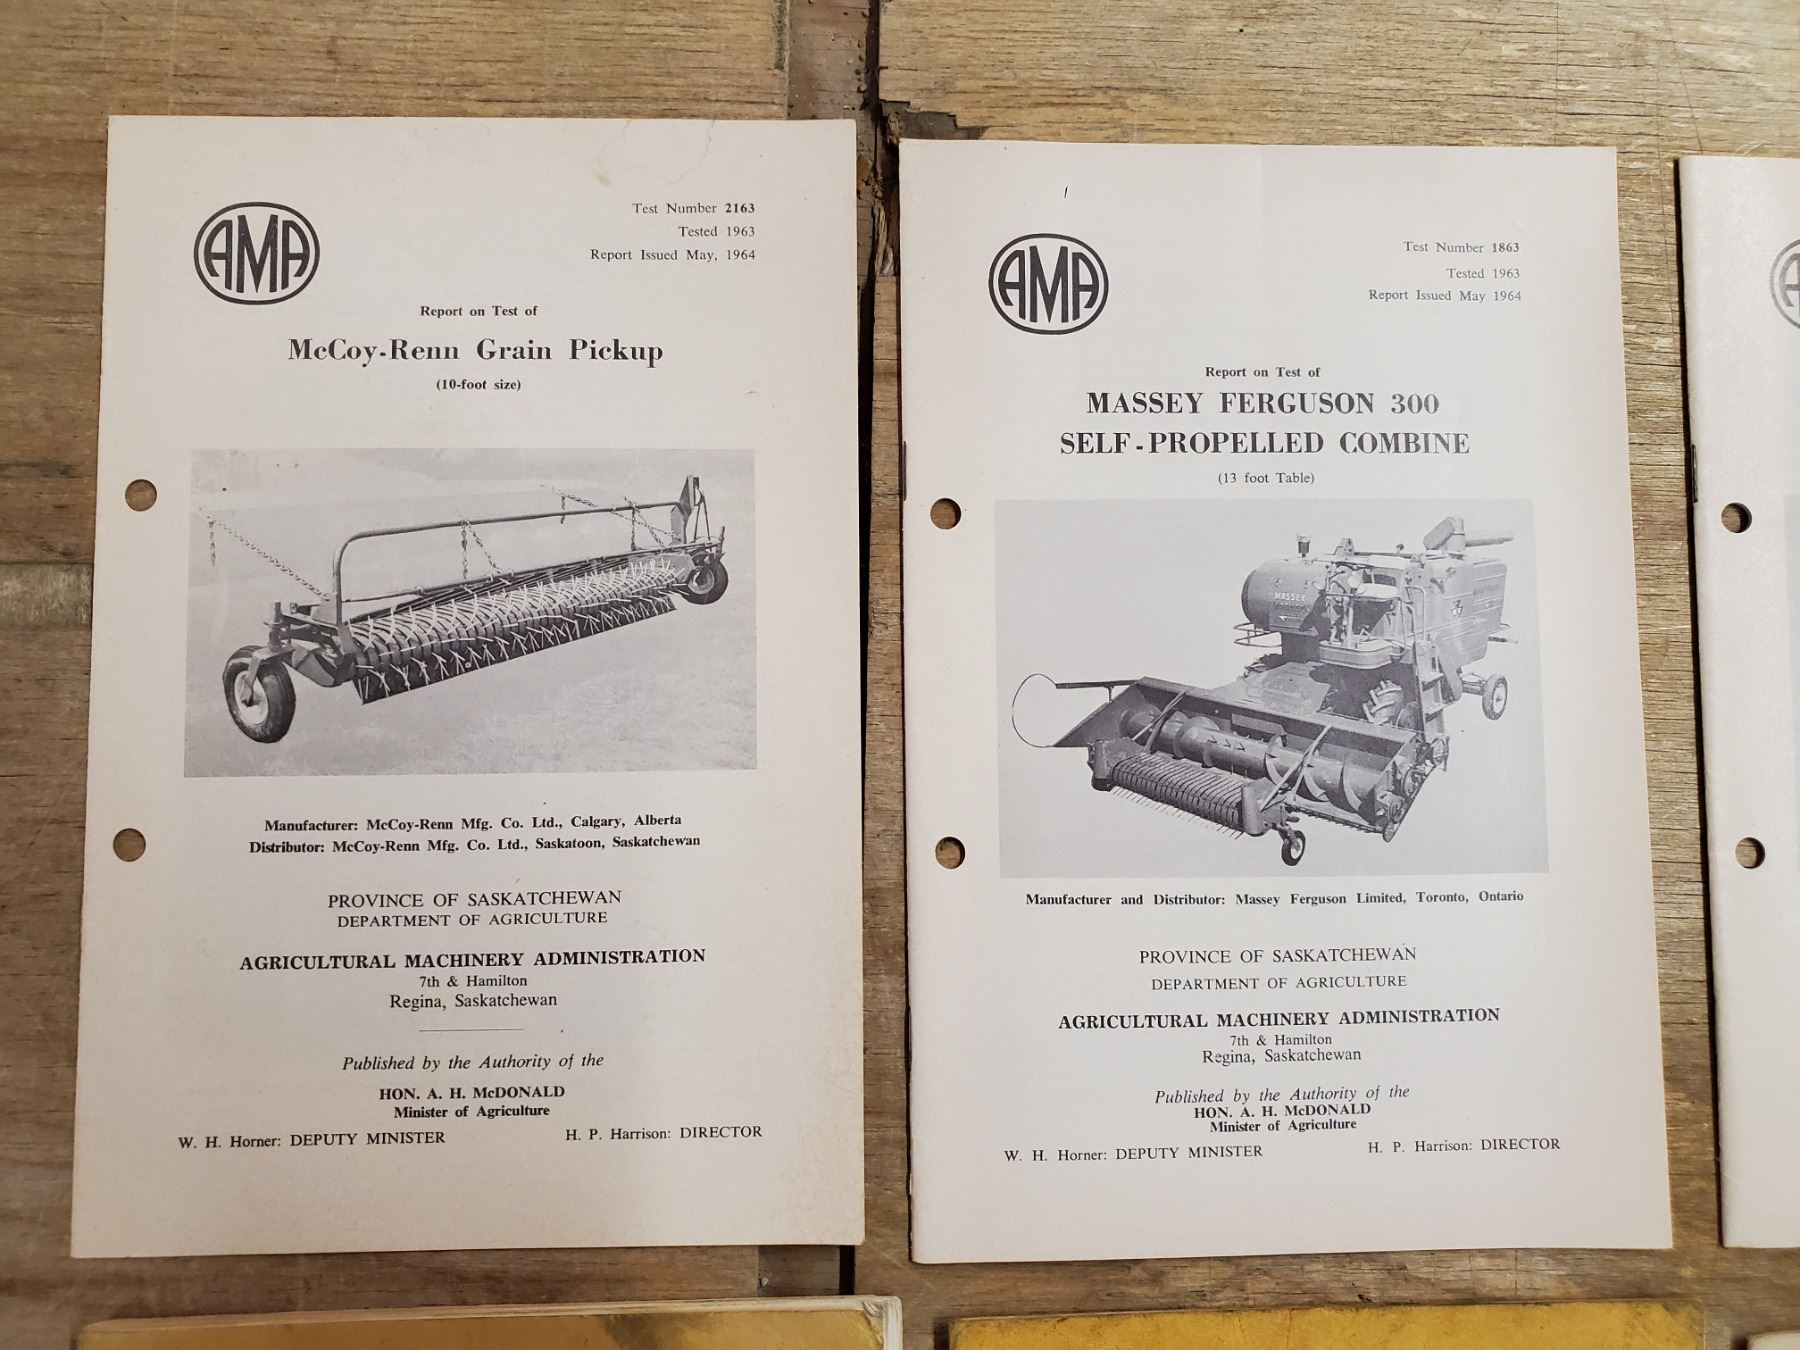 AMA
Test Number 2163
Tested 1963
Report Issued May, 1964
Report on Test of
McCoy-Renn Grain Pickup
(10-foot size)
Manufacturer: McCoy-Renn Mfg. Co. Ltd., Calgary, Alberta
Distributor: McCoy-Renn Mfg. Co. Ltd., Saskatoon, Saskatchewan
PROVINCE OF SASKATCHEWAN
DEPARTMENT OF AGRICULTURE
AGRICULTURAL MACHINERY ADMINISTRATION
7th & Hamilton
Regina, Saskatchewan
Published by the Authority of the
HON. A. H. McDONALD
Minister of Agriculture
W. H. Horner: DEPUTY MINISTER H. P. Harrison: DIRECTOR
AMA
Test Number 1863
Tested 1963
Report Issued May 1964
Report on Test of
MASSEY FERGUSON 300
SELF-PROPELLED COMBINE
(13 foot Table)
MASSEY
Manufacturer and Distributor: Massey Ferguson Limited, Toronto, Ontario
PROVINCE OF SASKATCHEWAN
DEPARTMENT OF AGRICULTURE
AGRICULTURAL MACHINERY ADMINISTRATION
7th & Hamilton
Regina, Saskatchewan
Published by the Authority of the
HON. A. H. McDONALD
Minister of Agriculture
W. H. Horner: DEPUTY MINISTER H. P. Harrison: DIRECTOR